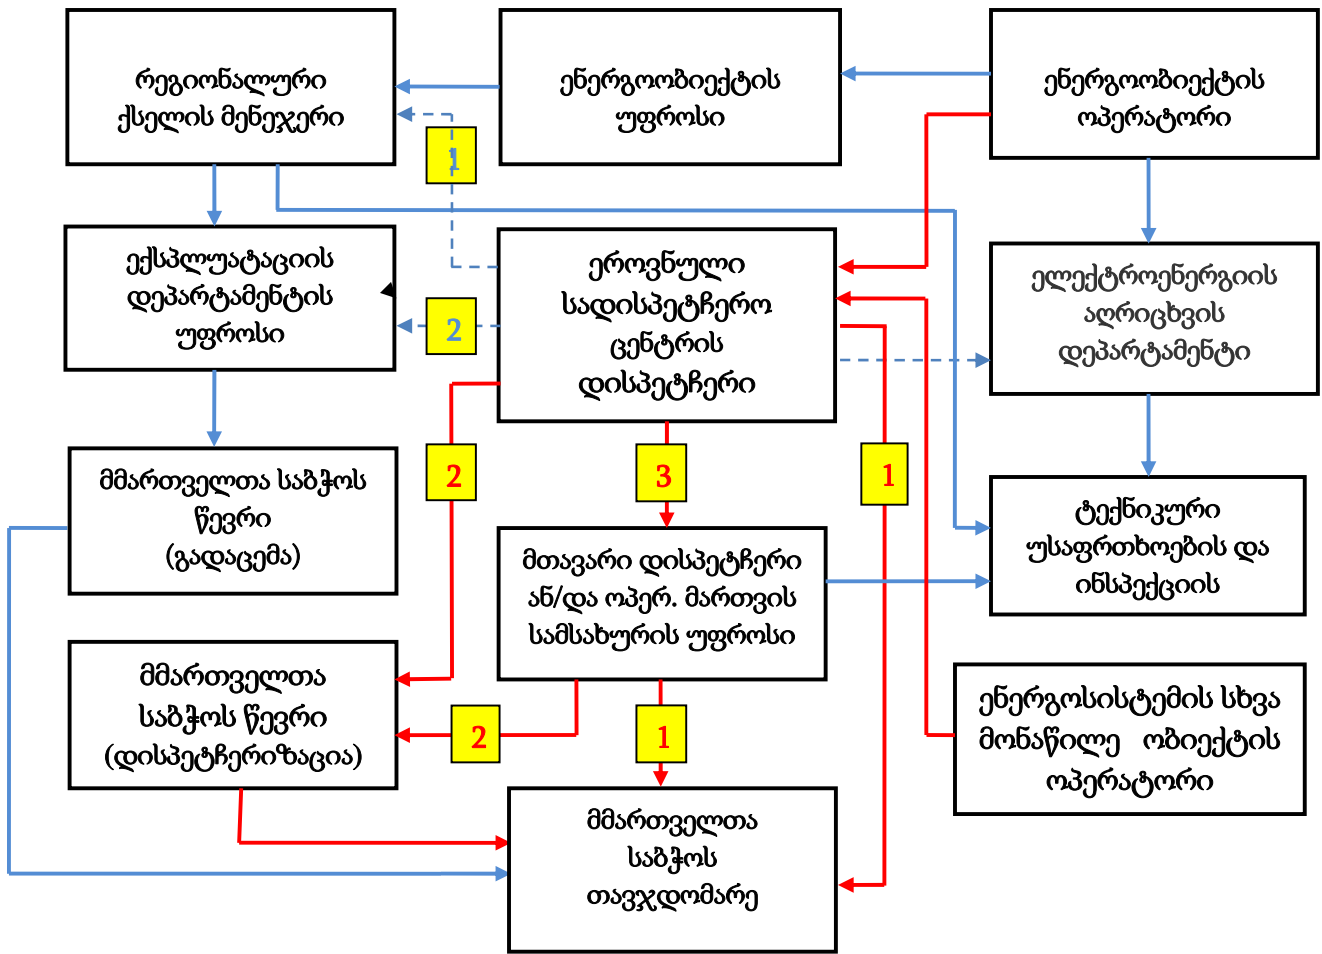 რეგიონალური
ქსელის მენეჯერი
ენერგოობიექტის
უფროსი
ენერგოობიექტის
ოპერატორი
1
ექსპლუატაციის
დეპარტამენტის
უფროსი
2
ეროვნული
სადისპეტჩერო
ცენტრის
დისპეტჩერი
ელექტროენერგიის
აღრიცხვის
დეპარტამენტი
მმართველთა საბჭოს
წევრი
(გადაცემა)
2
3
1
ტექნიკური
უსაფრთხოების და
ინსპექციის
მთავარი დისპეტჩერი
ან/და ოპერ. მართვის
სამსახურის უფროსი
მმართველთა
საბჭოს წევრი
(დისპეტჩერიზაცია)
2
1
ენერგოსისტემის სხვა
მონაწილე ობიექტის
ოპერატორი
მმართველთა
საბჭოს
თავჯდომარე